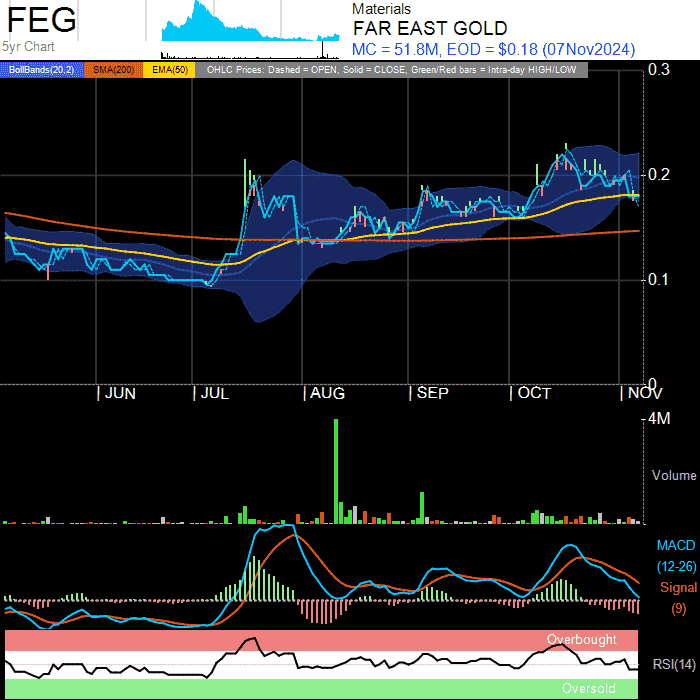 FEG
5yr Chart
Materials
FAR EAST GOLD
MC = 51.8M, EOD = $0.18 (07Nov2024)
BollBands(20,2) SMA(200) EMA(50) OHLC Prices: Dashed = OPEN, Solid = CLOSE, Green/Red bars = Intra-day HIGH/LOW
0.3
0.2
0.1
0
JUN JUL AUG SEP OCT NOV
4M
Volume
MACD
(12-26)
Signal
(9)
Overbought
RSI(14)
Oversold